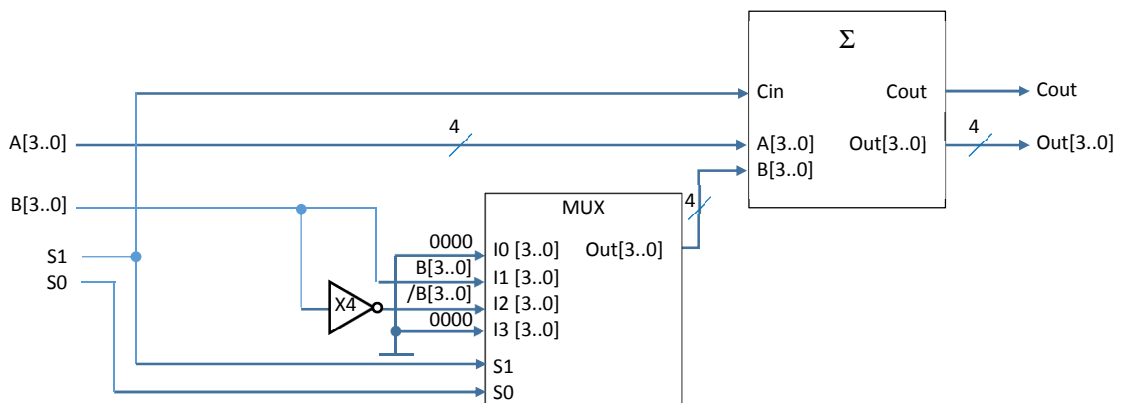 Σ
Cin
Cout
Cout
4
4
A[3..0]
A[3..0]
Out[3..0]
Out[3..0]
B[3..0]
B[3..0]
MUX
4
0000
I0 [3..0]
Out[3..0]
S1
B[3..0]
I1 [3..0]
S0
/B[3..0]
I2 [3..0]
X4
0000
I3 [3..0]
S1
S0